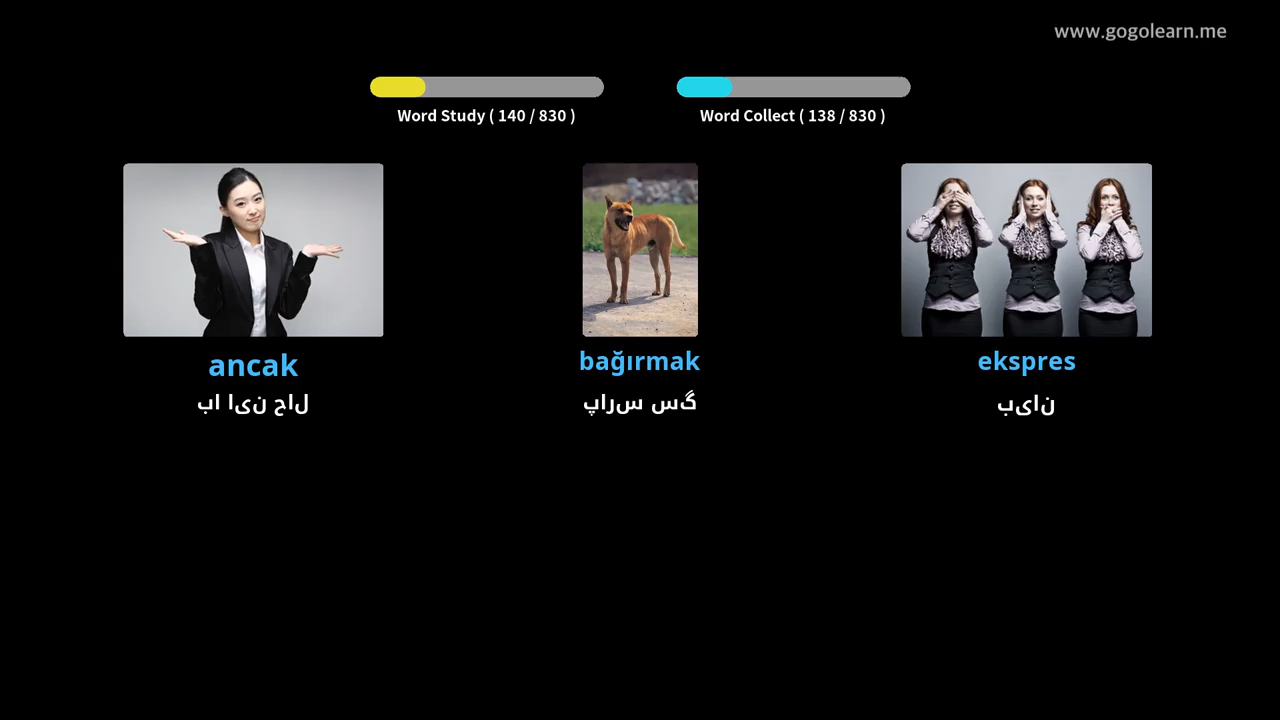 www.gogolearn.me
Word Study ( 140 / 830 )
Word Collect ( 138 / 830 )
ancak
با این حال
bağırmak
پارس سگ
ekspres
بیان